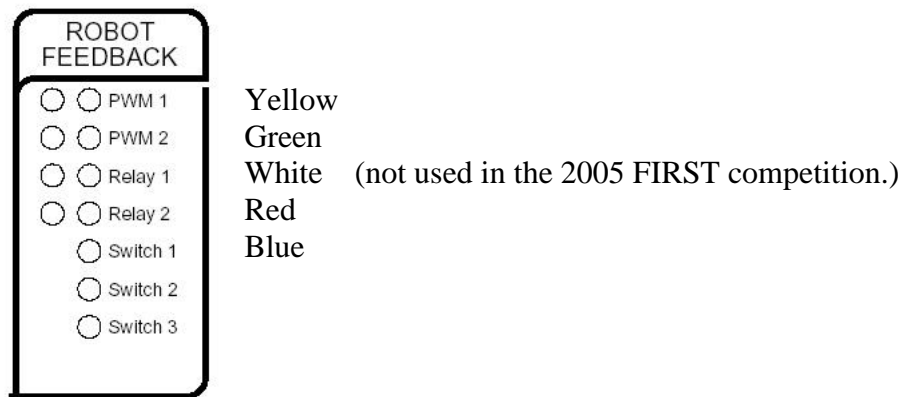 ROBOT
FEEDBACK
PWM 1 Yellow
PWM 2 Green
Relay 1 White (not used in the 2005 FIRST competition.)
Relay 2 Red
Switch 1 Blue
Switch 2
Switch 3